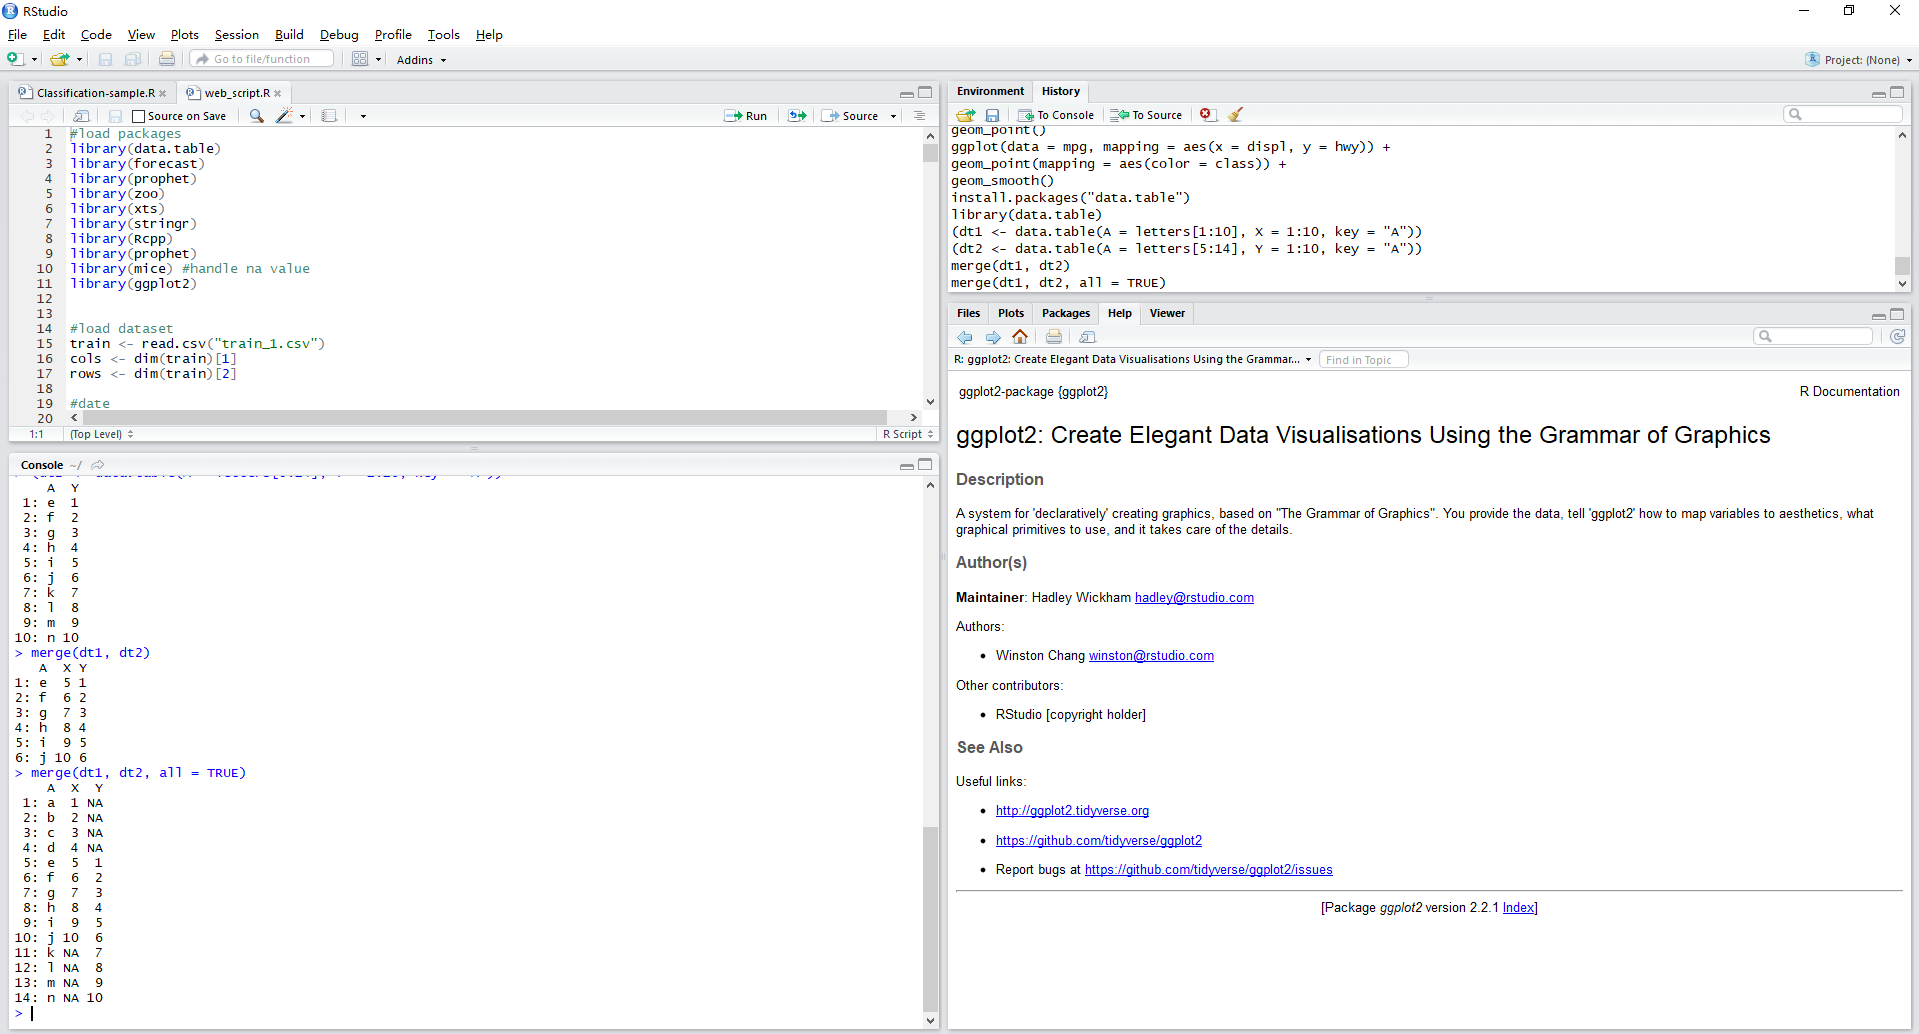 RStudio
File Edit Code View Plots Session Build Debug Profile Tools Help
Go to file/function Addins Project: (None)
Classification-sample.R web_script.R
Source on Save Run Source
1 #load packages
2 library(data.table)
3 library(forecast)
4 library(prophet)
5 library(zoo)
6 library(xts)
7 library(stringr)
8 library(Rcpp)
9 library(prophet)
10 library(mice) #handle na value
11 library(ggplot2)
12
13
14 #load dataset
15 train <- read.csv("train_1.csv")
16 cols <- dim(train)[1]
17 rows <- dim(train)[2]
18
19 #date
20
1:1 (Top Level) R Script
Console ~/
A Y
1: e 1
2: f 2
3: g 3
4: h 4
5: i 5
6: j 6
7: k 7
8: l 8
9: m 9
10: n 10
> merge(dt1, dt2)
A X Y
1: e 5 1
2: f 6 2
3: g 7 3
4: h 8 4
5: i 9 5
6: j 10 6
> merge(dt1, dt2, all = TRUE)
A X Y
1: a 1 NA
2: b 2 NA
3: c 3 NA
4: d 4 NA
5: e 5 1
6: f 6 2
7: g 7 3
8: h 8 4
9: i 9 5
10: j 10 6
11: k NA 7
12: l NA 8
13: m NA 9
14: n NA 10
>
Environment History
To Console To Source
geom_point()
ggplot(data = mpg, mapping = aes(x = displ, y = hwy)) +
geom_point(mapping = aes(color = class)) +
geom_smooth()
install.packages("data.table")
library(data.table)
(dt1 <- data.table(A = letters[1:10], X = 1:10, key = "A"))
(dt2 <- data.table(A = letters[5:14], Y = 1:10, key = "A"))
merge(dt1, dt2)
merge(dt1, dt2, all = TRUE)
Files Plots Packages Help Viewer
R: ggplot2: Create Elegant Data Visualisations Using the Grammar... Find in Topic
ggplot2-package {ggplot2} R Documentation
ggplot2: Create Elegant Data Visualisations Using the Grammar of Graphics
Description
A system for 'declaratively' creating graphics, based on "The Grammar of Graphics". You provide the data, tell 'ggplot2' how to map variables to aesthetics, what
graphical primitives to use, and it takes care of the details.
Author(s)
Maintainer: Hadley Wickham hadley@rstudio.com
Authors:
• Winston Chang winston@rstudio.com
Other contributors:
• RStudio [copyright holder]
See Also
Useful links:
• http://ggplot2.tidyverse.org
• https://github.com/tidyverse/ggplot2
• Report bugs at https://github.com/tidyverse/ggplot2/issues
[Package ggplot2 version 2.2.1 Index]